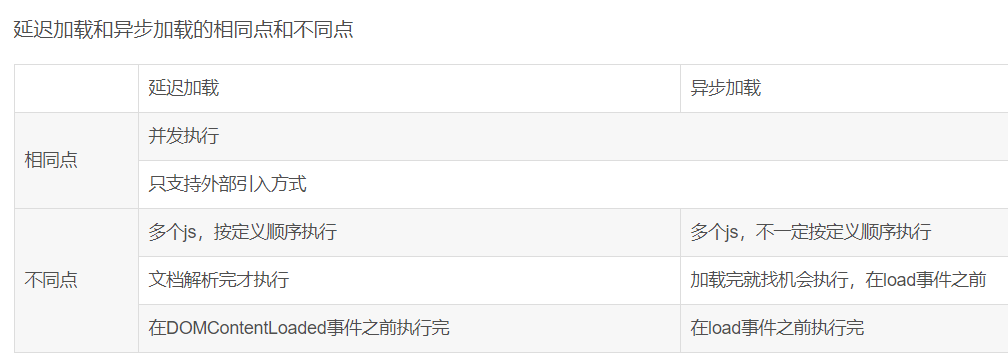 延迟加载和异步加载的相同点和不同点
延迟加载 异步加载
相同点
并发执行
只支持外部引入方式
不同点
多个js，按定义顺序执行 多个js，不一定按定义顺序执行
文档解析完才执行 加载完就找机会执行，在load事件之前
在DOMContentLoaded事件之前执行完 在load事件之前执行完